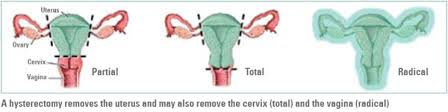 Uterus
Ovary
Cervix
Vagina
Partial
Total
Radical
A hysterectomy removes the uterus and may also remove the cervix (total) and the vagina (radical)